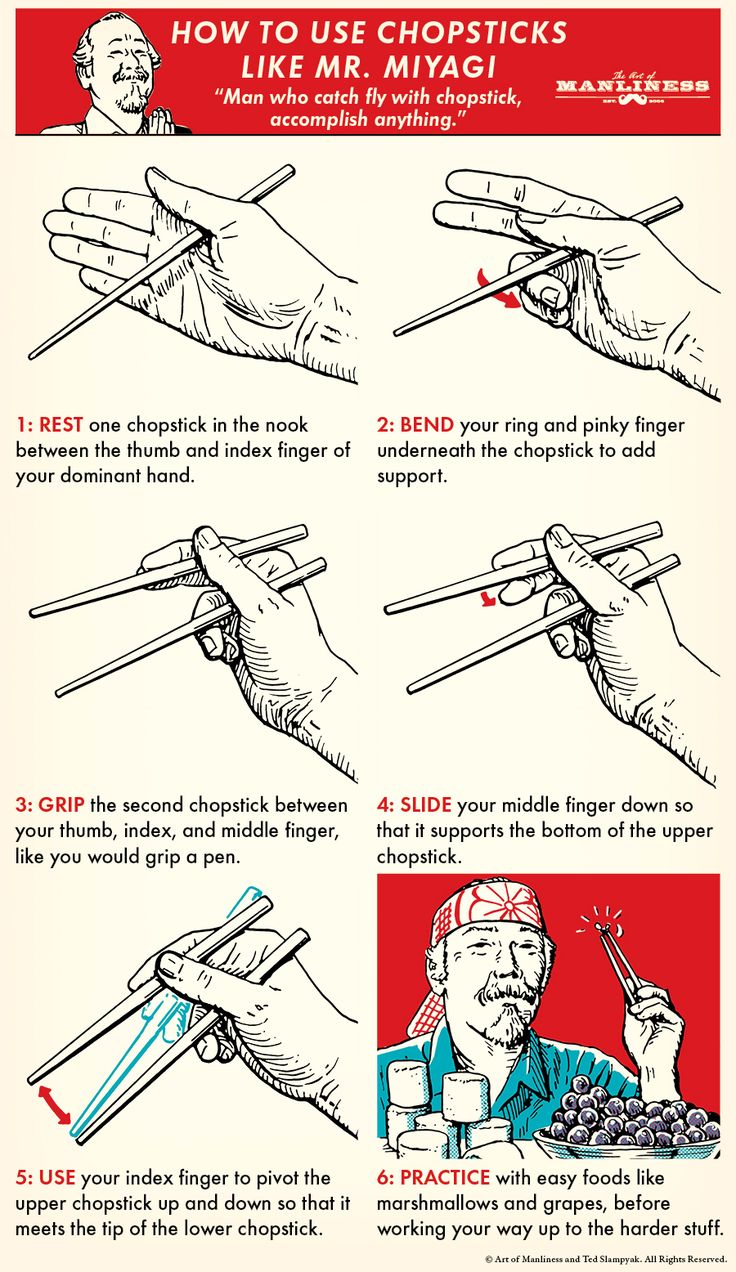 HOW TO USE CHOPSTICKS
LIKE MR. MIYAGI
“Man who catch fly with chopstick,
accomplish anything.”
The Art of
MANLINESS
EST. 2008
1: REST one chopstick in the nook
between the thumb and index finger of
your dominant hand.
2: BEND your ring and pinky finger
underneath the chopstick to add
support.
3: GRIP the second chopstick between
your thumb, index, and middle finger,
like you would grip a pen.
4: SLIDE your middle finger down so
that it supports the bottom of the upper
chopstick.
5: USE your index finger to pivot the
upper chopstick up and down so that it
meets the tip of the lower chopstick.
6: PRACTICE with easy foods like
marshmallows and grapes, before
working your way up to the harder stuff.
© Art of Manliness and Ted Slampyak. All Rights Reserved.